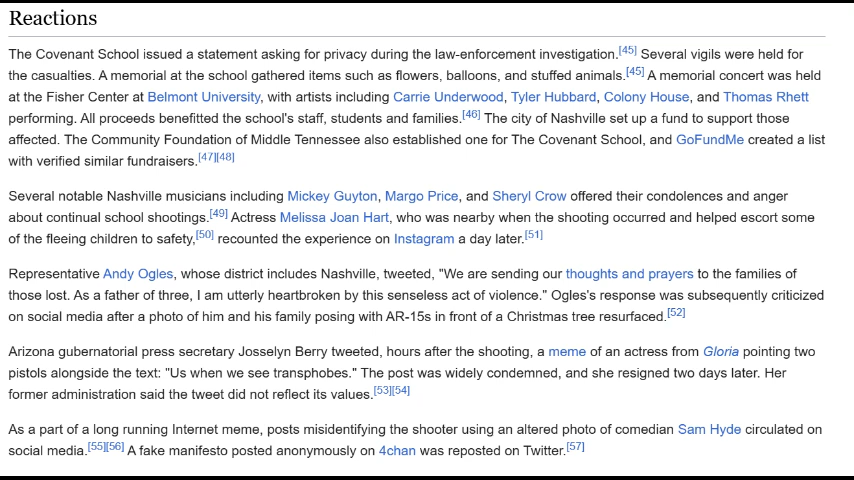 Reactions
The Covenant School issued a statement asking for privacy during the law-enforcement investigation.[45] Several vigils were held for
the casualties. A memorial at the school gathered items such as flowers, balloons, and stuffed animals.[45] A memorial concert was held
at the Fisher Center at Belmont University, with artists including Carrie Underwood, Tyler Hubbard, Colony House, and Thomas Rhett
performing. All proceeds benefitted the school's staff, students and families.[46] The city of Nashville set up a fund to support those
affected. The Community Foundation of Middle Tennessee also established one for The Covenant School, and GoFundMe created a list
with verified similar fundraisers.[47][48]
Several notable Nashville musicians including Mickey Guyton, Margo Price, and Sheryl Crow offered their condolences and anger
about continual school shootings.[49] Actress Melissa Joan Hart, who was nearby when the shooting occurred and helped escort some
of the fleeing children to safety,[50] recounted the experience on Instagram a day later.[51]
Representative Andy Ogles, whose district includes Nashville, tweeted, "We are sending our thoughts and prayers to the families of
those lost. As a father of three, I am utterly heartbroken by this senseless act of violence." Ogles's response was subsequently criticized
on social media after a photo of him and his family posing with AR-15s in front of a Christmas tree resurfaced.[52]
Arizona gubernatorial press secretary Josselyn Berry tweeted, hours after the shooting, a meme of an actress from Gloria pointing two
pistols alongside the text: "Us when we see transphobes." The post was widely condemned, and she resigned two days later. Her
former administration said the tweet did not reflect its values.[53][54]
As a part of a long running Internet meme, posts misidentifying the shooter using an altered photo of comedian Sam Hyde circulated on
social media.[55][56] A fake manifesto posted anonymously on 4chan was reposted on Twitter.[57]